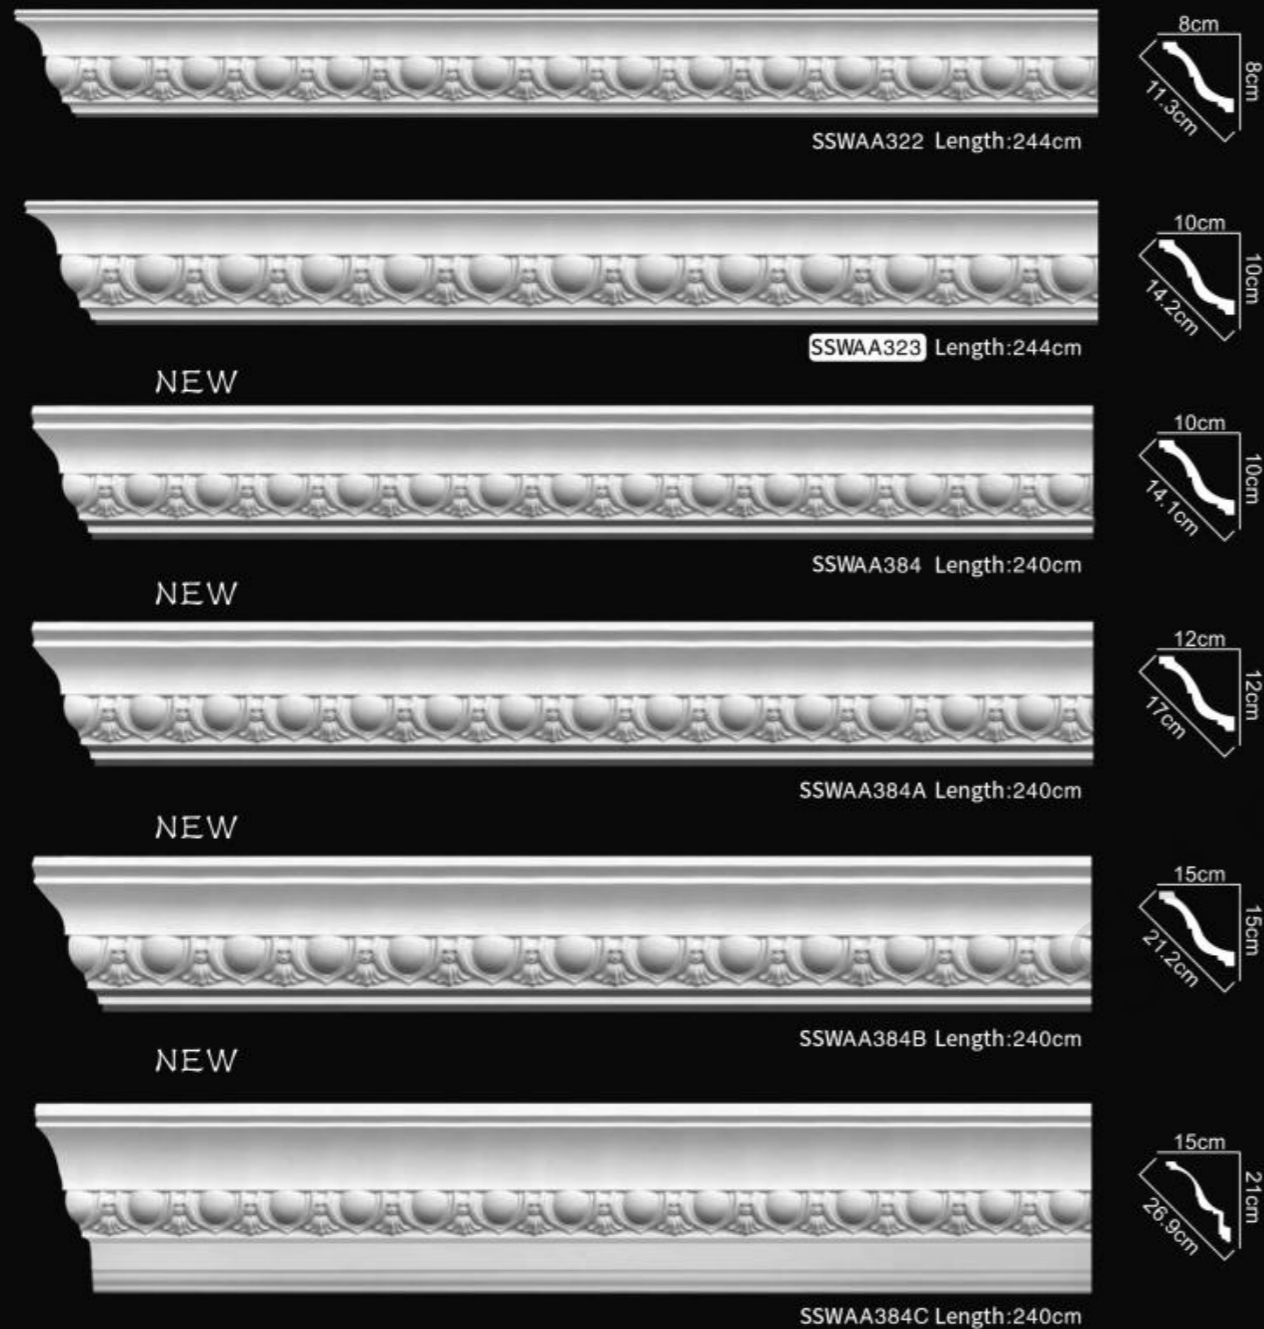 8cm
8cm
11.3cm
SSWAA322 Length:244cm
10cm
10cm
14.2cm
SSWAA323 Length:244cm
NEW
10cm
10cm
14.1cm
SSWAA384 Length:240cm
NEW
12cm
12cm
17cm
SSWAA384A Length:240cm
NEW
15cm
15cm
21.2cm
SSWAA384B Length:240cm
NEW
15cm
21cm
26.9cm
SSWAA384C Length:240cm